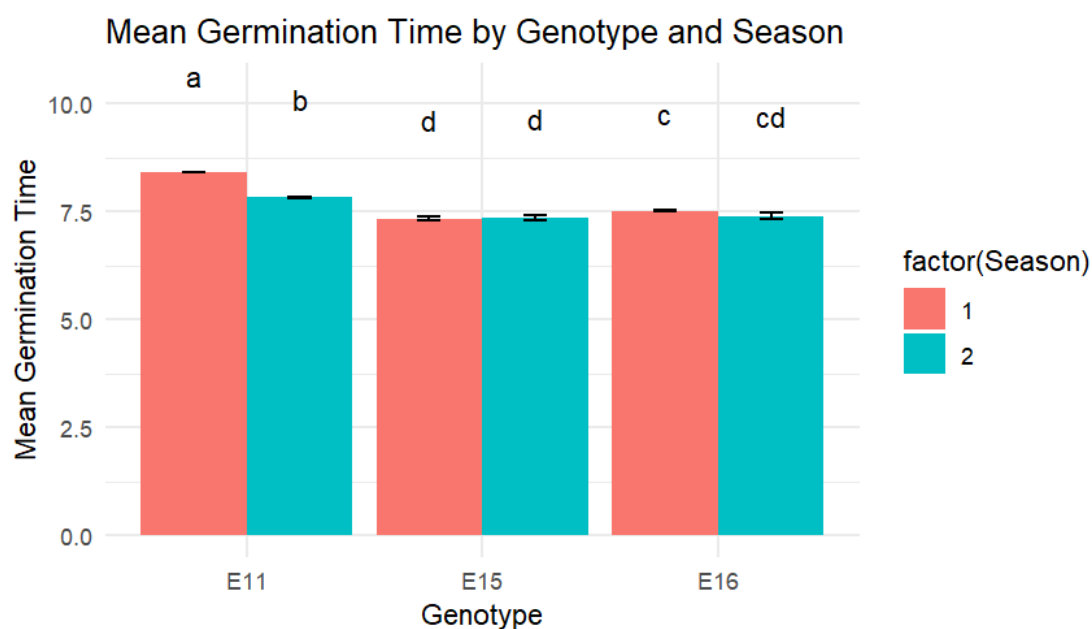 Mean Germination Time by Genotype and Season
a
b
d
d
c
cd
10.0
7.5
5.0
2.5
0.0
Mean Germination Time
E11
E15
E16
Genotype
factor(Season)
1
2